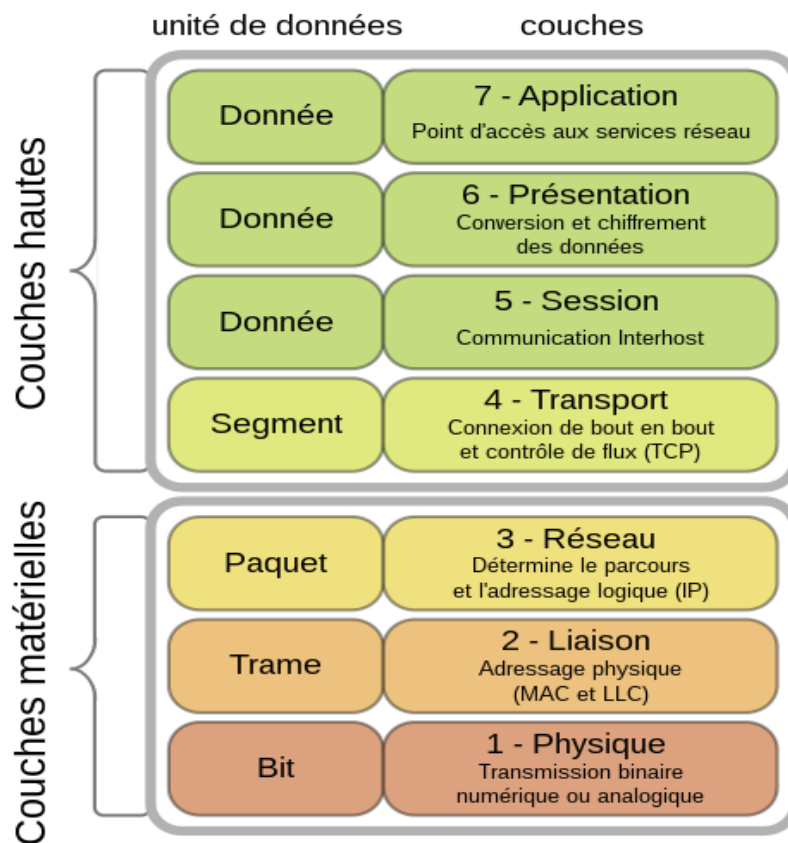 unité de données
couches
Couches hautes
Donnée
7 - Application
Point d'accès aux services réseau
Donnée
6 - Présentation
Conversion et chiffrement
des données
Donnée
5 - Session
Communication Interhost
Segment
4 - Transport
Connexion de bout en bout
et contrôle de flux (TCP)
Couches matérielles
Paquet
3 - Réseau
Détermine le parcours
et l'adressage logique (IP)
Trame
2 - Liaison
Adressage physique
(MAC et LLC)
Bit
1 - Physique
Transmission binaire
numérique ou analogique